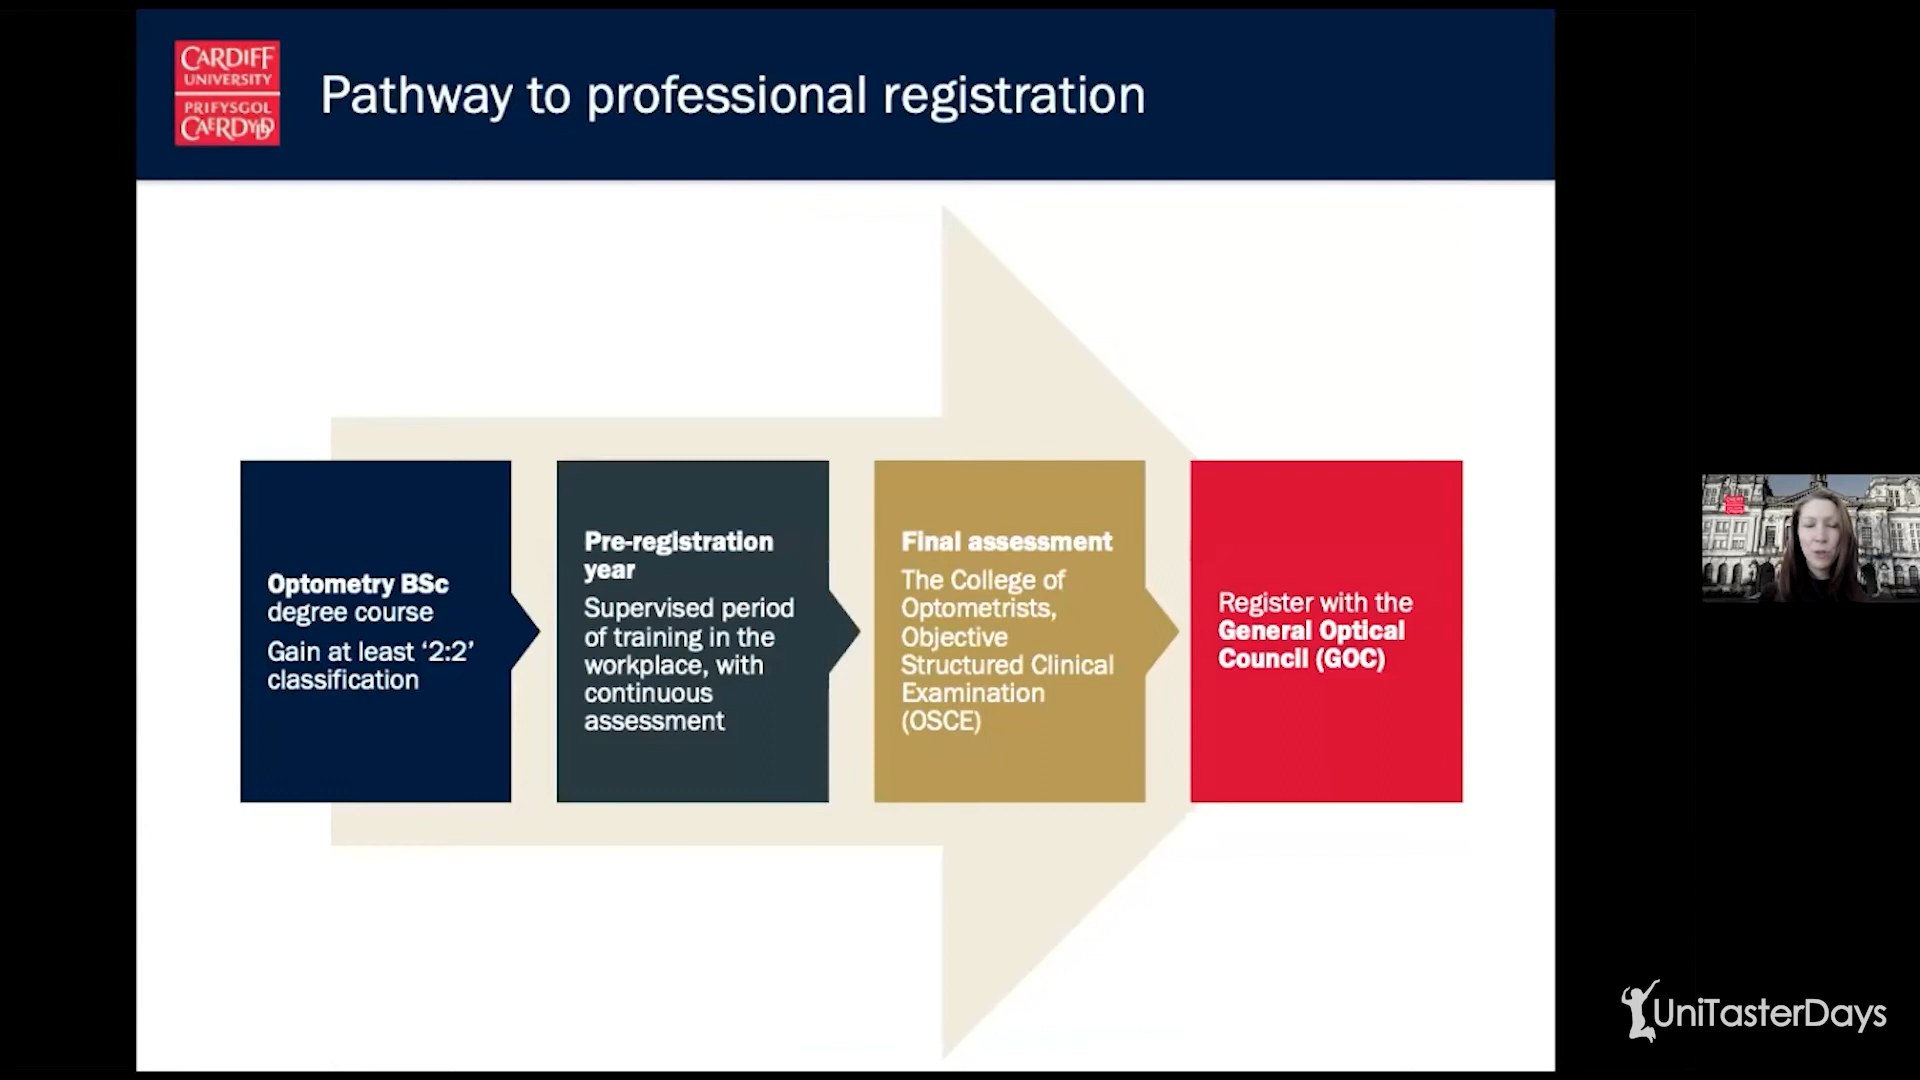 CARDIFF
UNIVERSITY
PRIFYSGOL
CAERDYDD
Pathway to professional registration
Optometry BSc
degree course
Gain at least ‘2:2’
classification
Pre-registration
year
Supervised period
of training in the
workplace, with
continuous
assessment
Final assessment
The College of
Optometrists,
Objective
Structured Clinical
Examination
(OSCE)
Register with the
General Optical
Council (GOC)
UniTasterDays